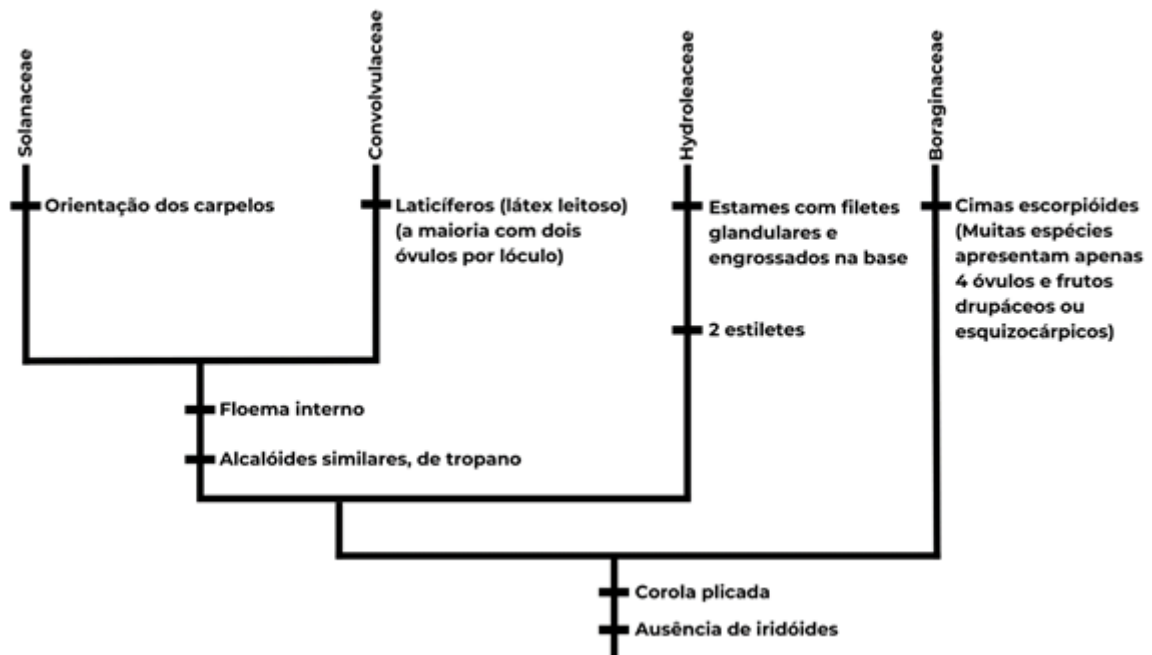 Solanaceae
Convolvulaceae
Hydroleaceae
Boraginaceae
Orientação dos carpelos
Laticíferos (látex leitoso)
(a maioria com dois
óvulos por lóculo)
Estames com filetes
glandulares e
engrossados na base
2 estiletes
Cimas escorpióides
(Muitas espécies
apresentam apenas
4 óvulos e frutos
drupáceos ou
esquizocárpicos)
Floema interno
Alcalóides similares, de tropano
Corola plicada
Ausência de iridóides